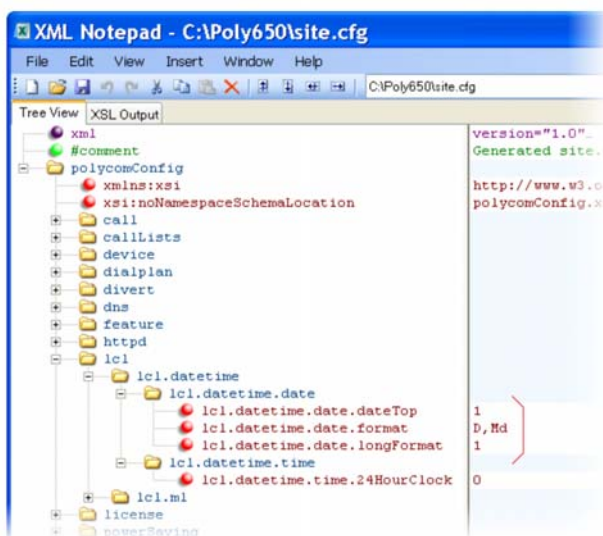 XML Notepad - C:\Poly650\site.cfg
File Edit View Insert Window Help
C:\Poly650\site.cfg
Tree View XSL Output
xml version="1.0"
#comment Generated site.
polycomConfig
xmlns:xsi http://www.w3.o
xsi:noNamespaceSchemaLocation polycomConfig.x
call
callLists
device
dialplan
divert
dns
feature
httpd
lcl
lcl.datetime
lcl.datetime.date
lcl.datetime.date.dateTop 1
lcl.datetime.date.format D,Md
lcl.datetime.date.longFormat 1
lcl.datetime.time
lcl.datetime.time.24HourClock 0
lcl.ml
license
powerSaving